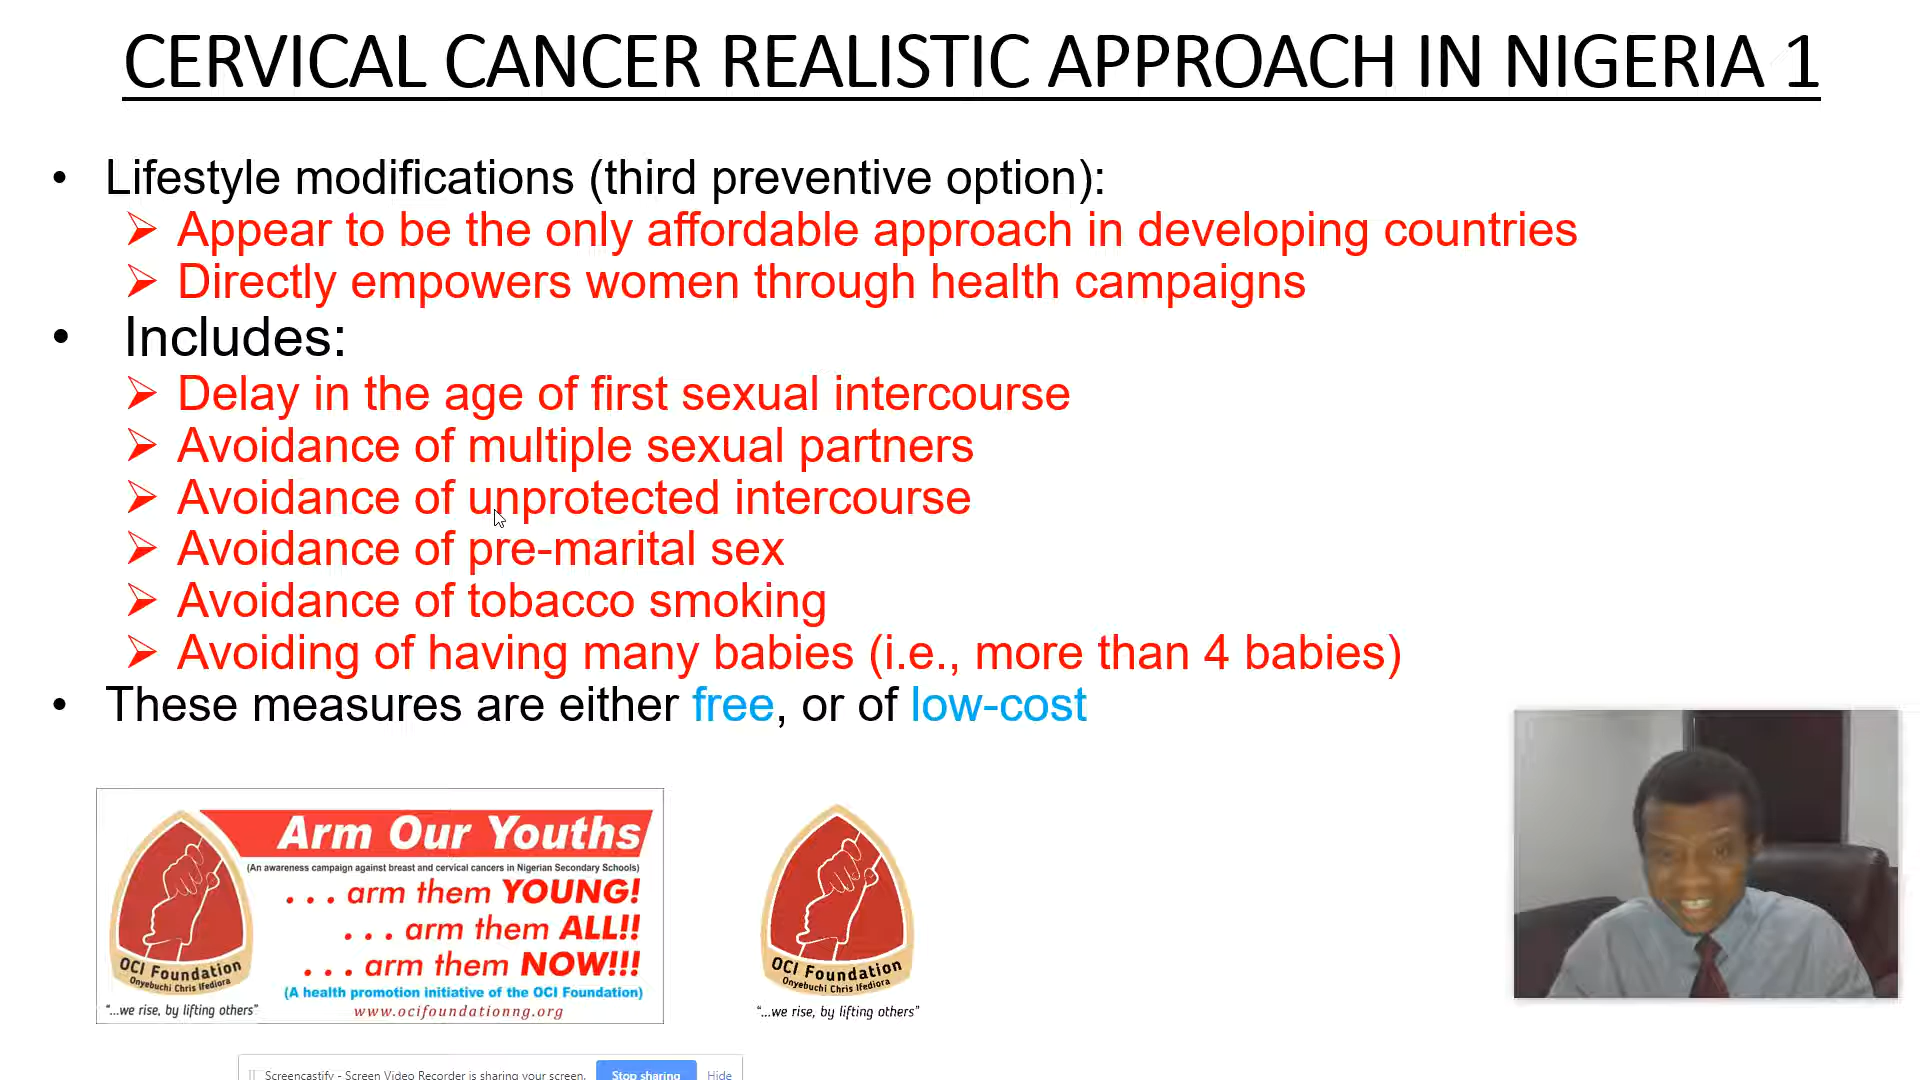 CERVICAL CANCER REALISTIC APPROACH IN NIGERIA 1
• Lifestyle modifications (third preventive option):
Appear to be the only affordable approach in developing countries
Directly empowers women through health campaigns
• Includes:
Delay in the age of first sexual intercourse
Avoidance of multiple sexual partners
Avoidance of unprotected intercourse
Avoidance of pre-marital sex
Avoidance of tobacco smoking
Avoiding of having many babies (i.e., more than 4 babies)
• These measures are either free, or of low-cost
Arm Our Youths
(An awareness campaign against breast and cervical cancers in Nigerian Secondary Schools)
. . . arm them YOUNG!
. . . arm them ALL!!
. . . arm them NOW!!!
(A health promotion initiative of the OCI Foundation)
www.ocifoundationng.org
OCI Foundation
Onyebuchi Chris Ifediora
"...we rise, by lifting others"
OCI Foundation
Onyebuchi Chris Ifediora
"...we rise, by lifting others"
Screencastify - Screen Video Recorder is sharing your screen. Stop sharing Hide